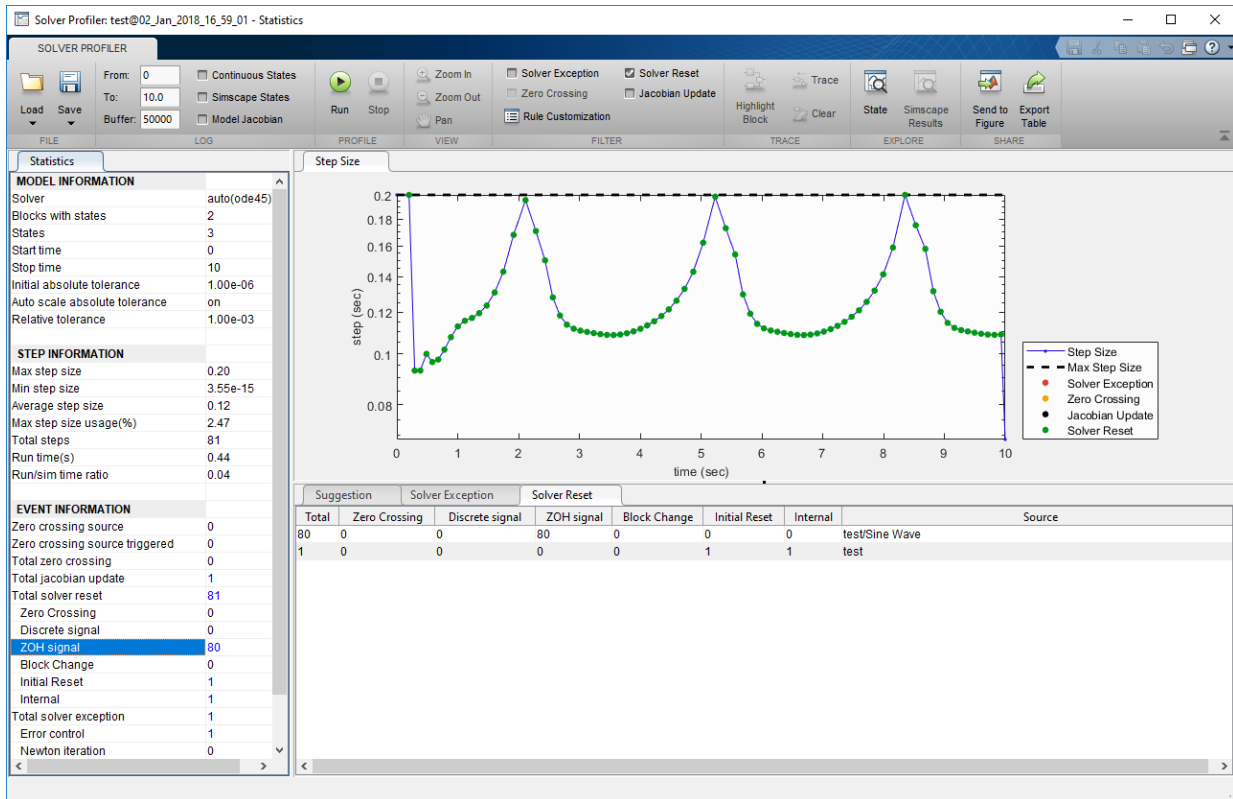 Solver Profiler: test@02_Jan_2018_16_59_01 - Statistics
SOLVER PROFILER
From: 0 Continuous States Zoom In Solver Exception Solver Reset Trace
To: 10.0 Simscape States Zoom Out Zero Crossing Jacobian Update
Load Save Buffer: 50000 Model Jacobian Run Stop Pan Rule Customization Highlight Block Clear State Simscape Results Send to Figure Export Table
FILE LOG PROFILE VIEW FILTER TRACE EXPLORE SHARE
Statistics
MODEL INFORMATION
Solver auto(ode45)
Blocks with states 2
States 3
Start time 0
Stop time 10
Initial absolute tolerance 1.00e-06
Auto scale absolute tolerance on
Relative tolerance 1.00e-03
STEP INFORMATION
Max step size 0.20
Min step size 3.55e-15
Average step size 0.12
Max step size usage(%) 2.47
Total steps 81
Run time(s) 0.44
Run/sim time ratio 0.04
EVENT INFORMATION
Zero crossing source 0
Zero crossing source triggered 0
Total zero crossing 0
Total jacobian update 1
Total solver reset 81
Zero Crossing 0
Discrete signal 0
ZOH signal 80
Block Change 0
Initial Reset 1
Internal 1
Total solver exception 1
Error control 1
Newton iteration 0
Step Size
0.2
0.18
0.16
0.14
0.12
0.1
0.08
step (sec)
0 1 2 3 4 5 6 7 8 9 10
time (sec)
Step Size
Max Step Size
Solver Exception
Zero Crossing
Jacobian Update
Solver Reset
Suggestion Solver Exception Solver Reset
Total Zero Crossing Discrete signal ZOH signal Block Change Initial Reset Internal Source
80 0 0 80 0 0 0 test/Sine Wave
1 0 0 0 0 1 1 test